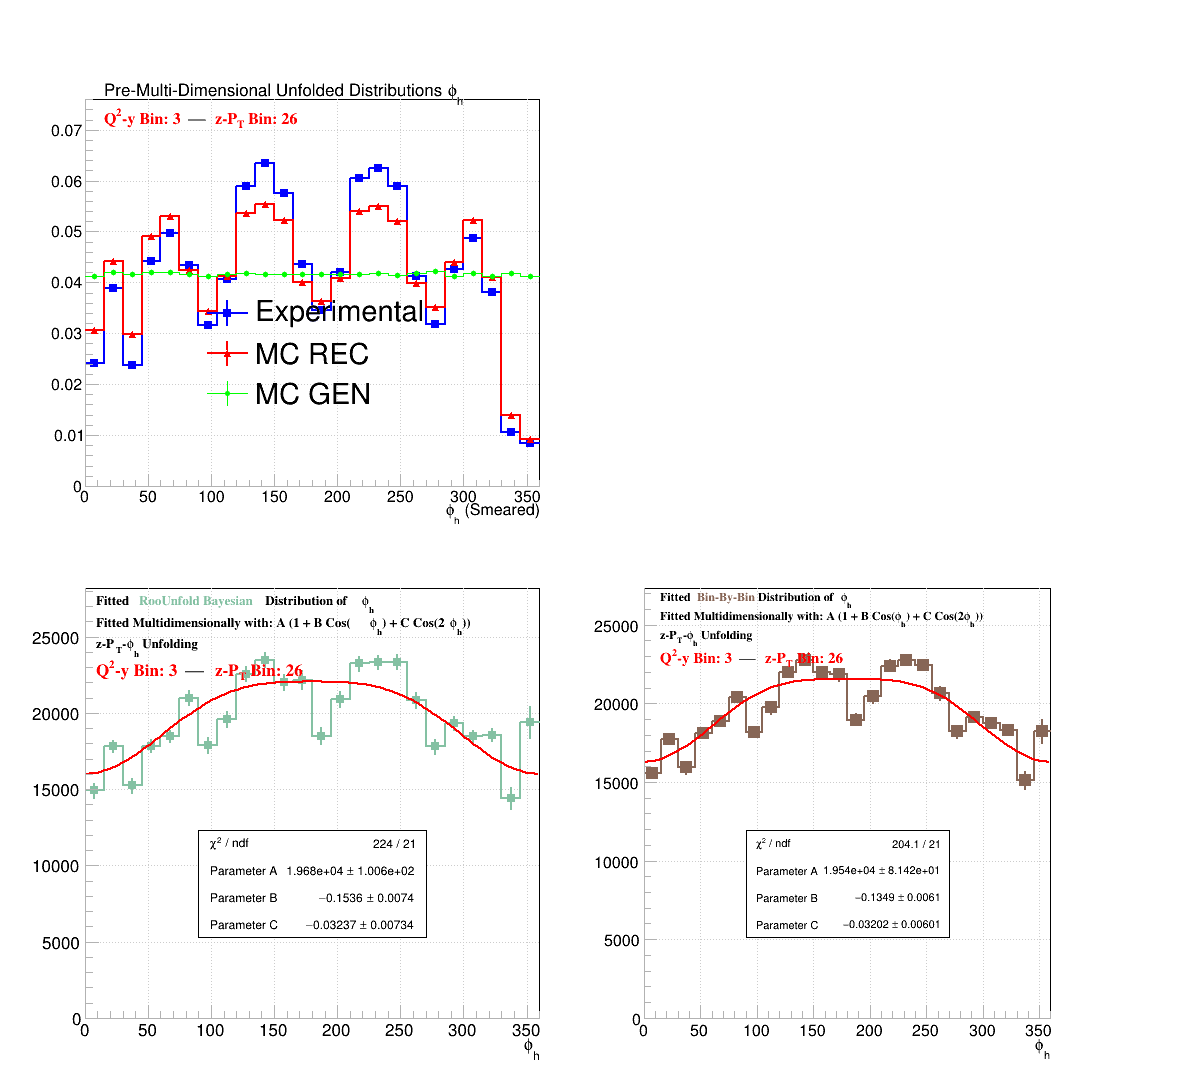 Pre-Multi-Dimensional Unfolded Distributions ϕh
Q²-y Bin: 3 — z-PT Bin: 26
0.07
0.06
0.05
0.04
0.03
0.02
0.01
0
Experimental
MC REC
MC GEN
0 50 100 150 200 250 300 350
ϕh (Smeared)
Fitted RooUnfold Bayesian Distribution of ϕh
Fitted Multidimensionally with: A (1 + B Cos( ϕh) + C Cos(2 ϕh))
z-PT-ϕh Unfolding
Q²-y Bin: 3 — z-PT Bin: 26
25000
20000
15000
10000
5000
0
χ² / ndf 224 / 21
Parameter A 1.968e+04 ± 1.006e+02
Parameter B −0.1536 ± 0.0074
Parameter C −0.03237 ± 0.00734
0 50 100 150 200 250 300 350
ϕh
Fitted Bin-By-Bin Distribution of ϕh
Fitted Multidimensionally with: A (1 + B Cos(ϕh) + C Cos(2ϕh))
z-PT-ϕh Unfolding
Q²-y Bin: 3 — z-PT Bin: 26
25000
20000
15000
10000
5000
0
χ² / ndf 204.1 / 21
Parameter A 1.954e+04 ± 8.142e+01
Parameter B −0.1349 ± 0.0061
Parameter C −0.03202 ± 0.00601
0 50 100 150 200 250 300 350
ϕh